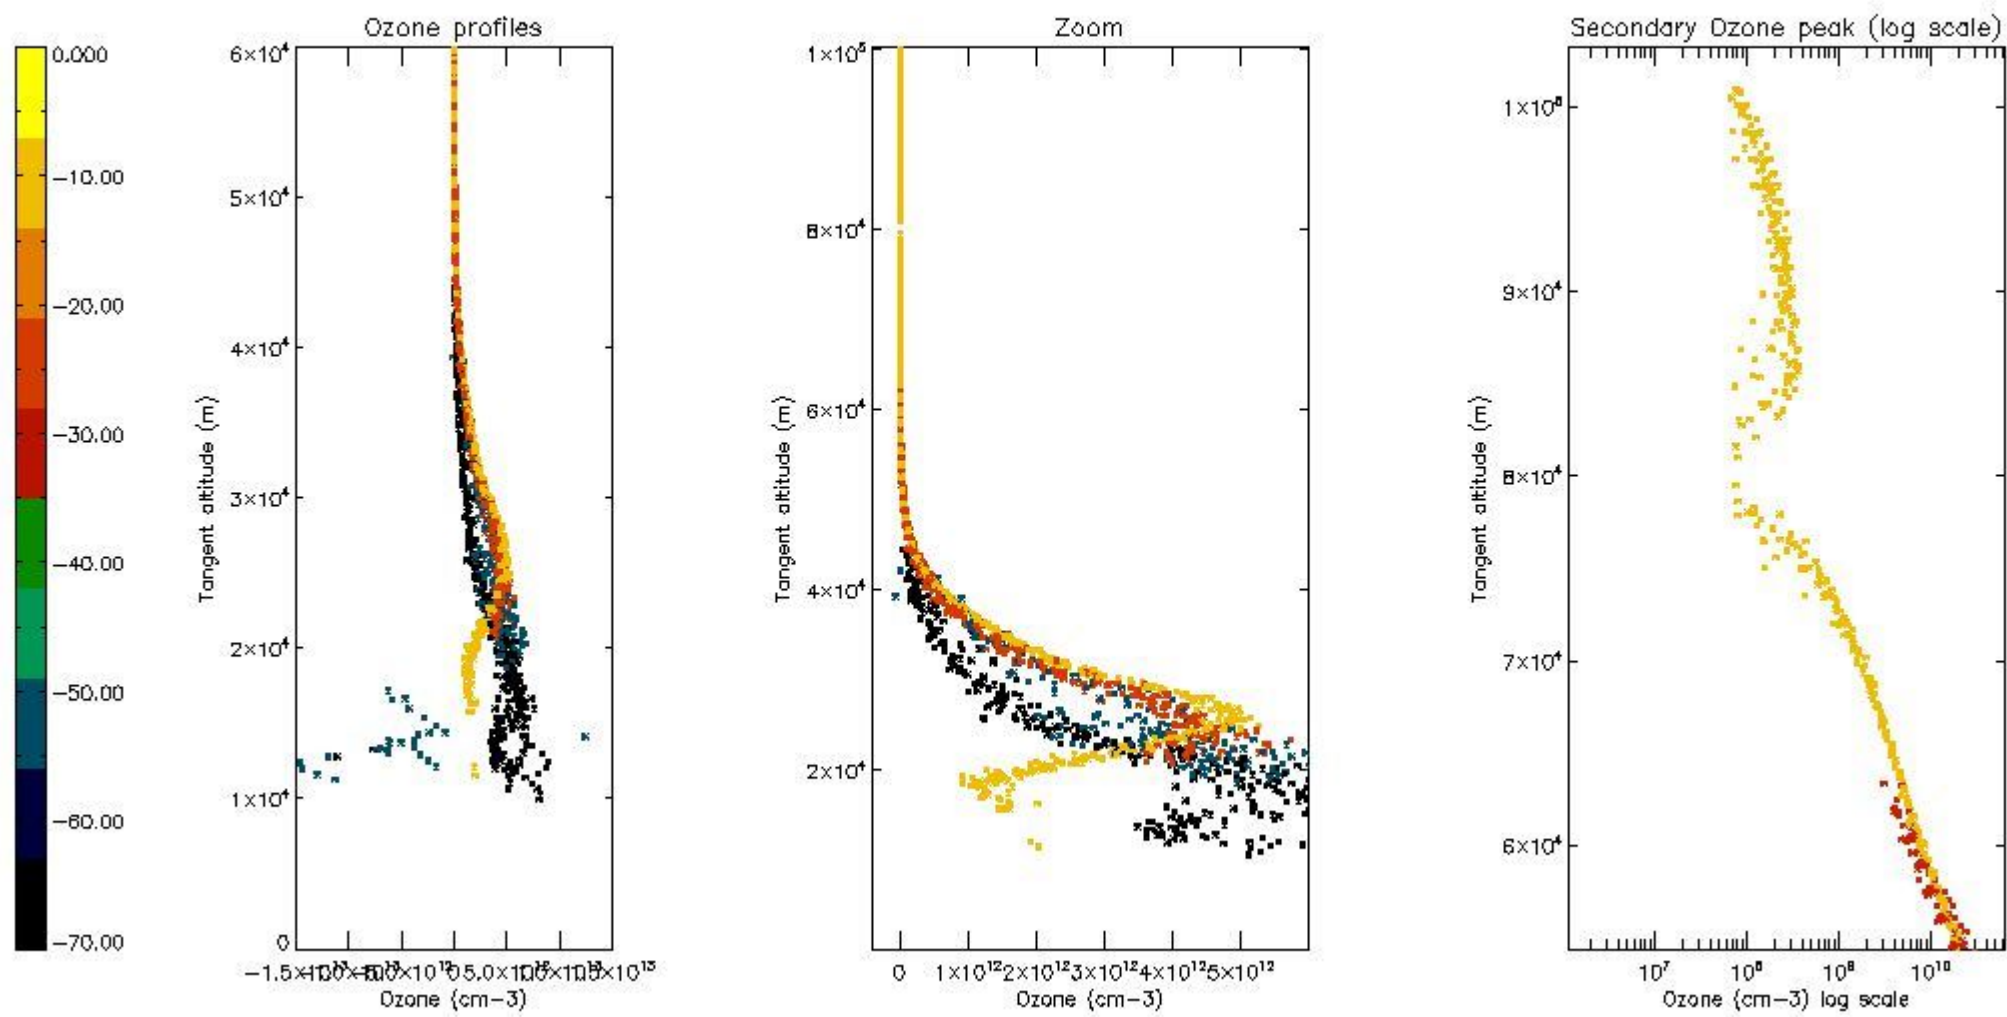 Ozone profiles
Zoom
Secondary Ozone peak (log scale)
0.000
-10.00
-20.00
-30.00
-40.00
-50.00
-60.00
-70.00
6×10⁴
5×10⁴
4×10⁴
3×10⁴
2×10⁴
1×10⁴
0
Tangent altitude (m)
5.0×10¹²
Ozone (cm-3)
1×10⁵
8×10⁴
6×10⁴
4×10⁴
2×10⁴
Tangent altitude (m)
0 1×10¹² 2×10¹² 3×10¹² 4×10¹² 5×10¹²
Ozone (cm-3)
9×10⁴
8×10⁴
7×10⁴
6×10⁴
Tangent altitude (m)
10⁷ 10⁸ 10⁹ 10¹⁰
Ozone (cm-3) log scale